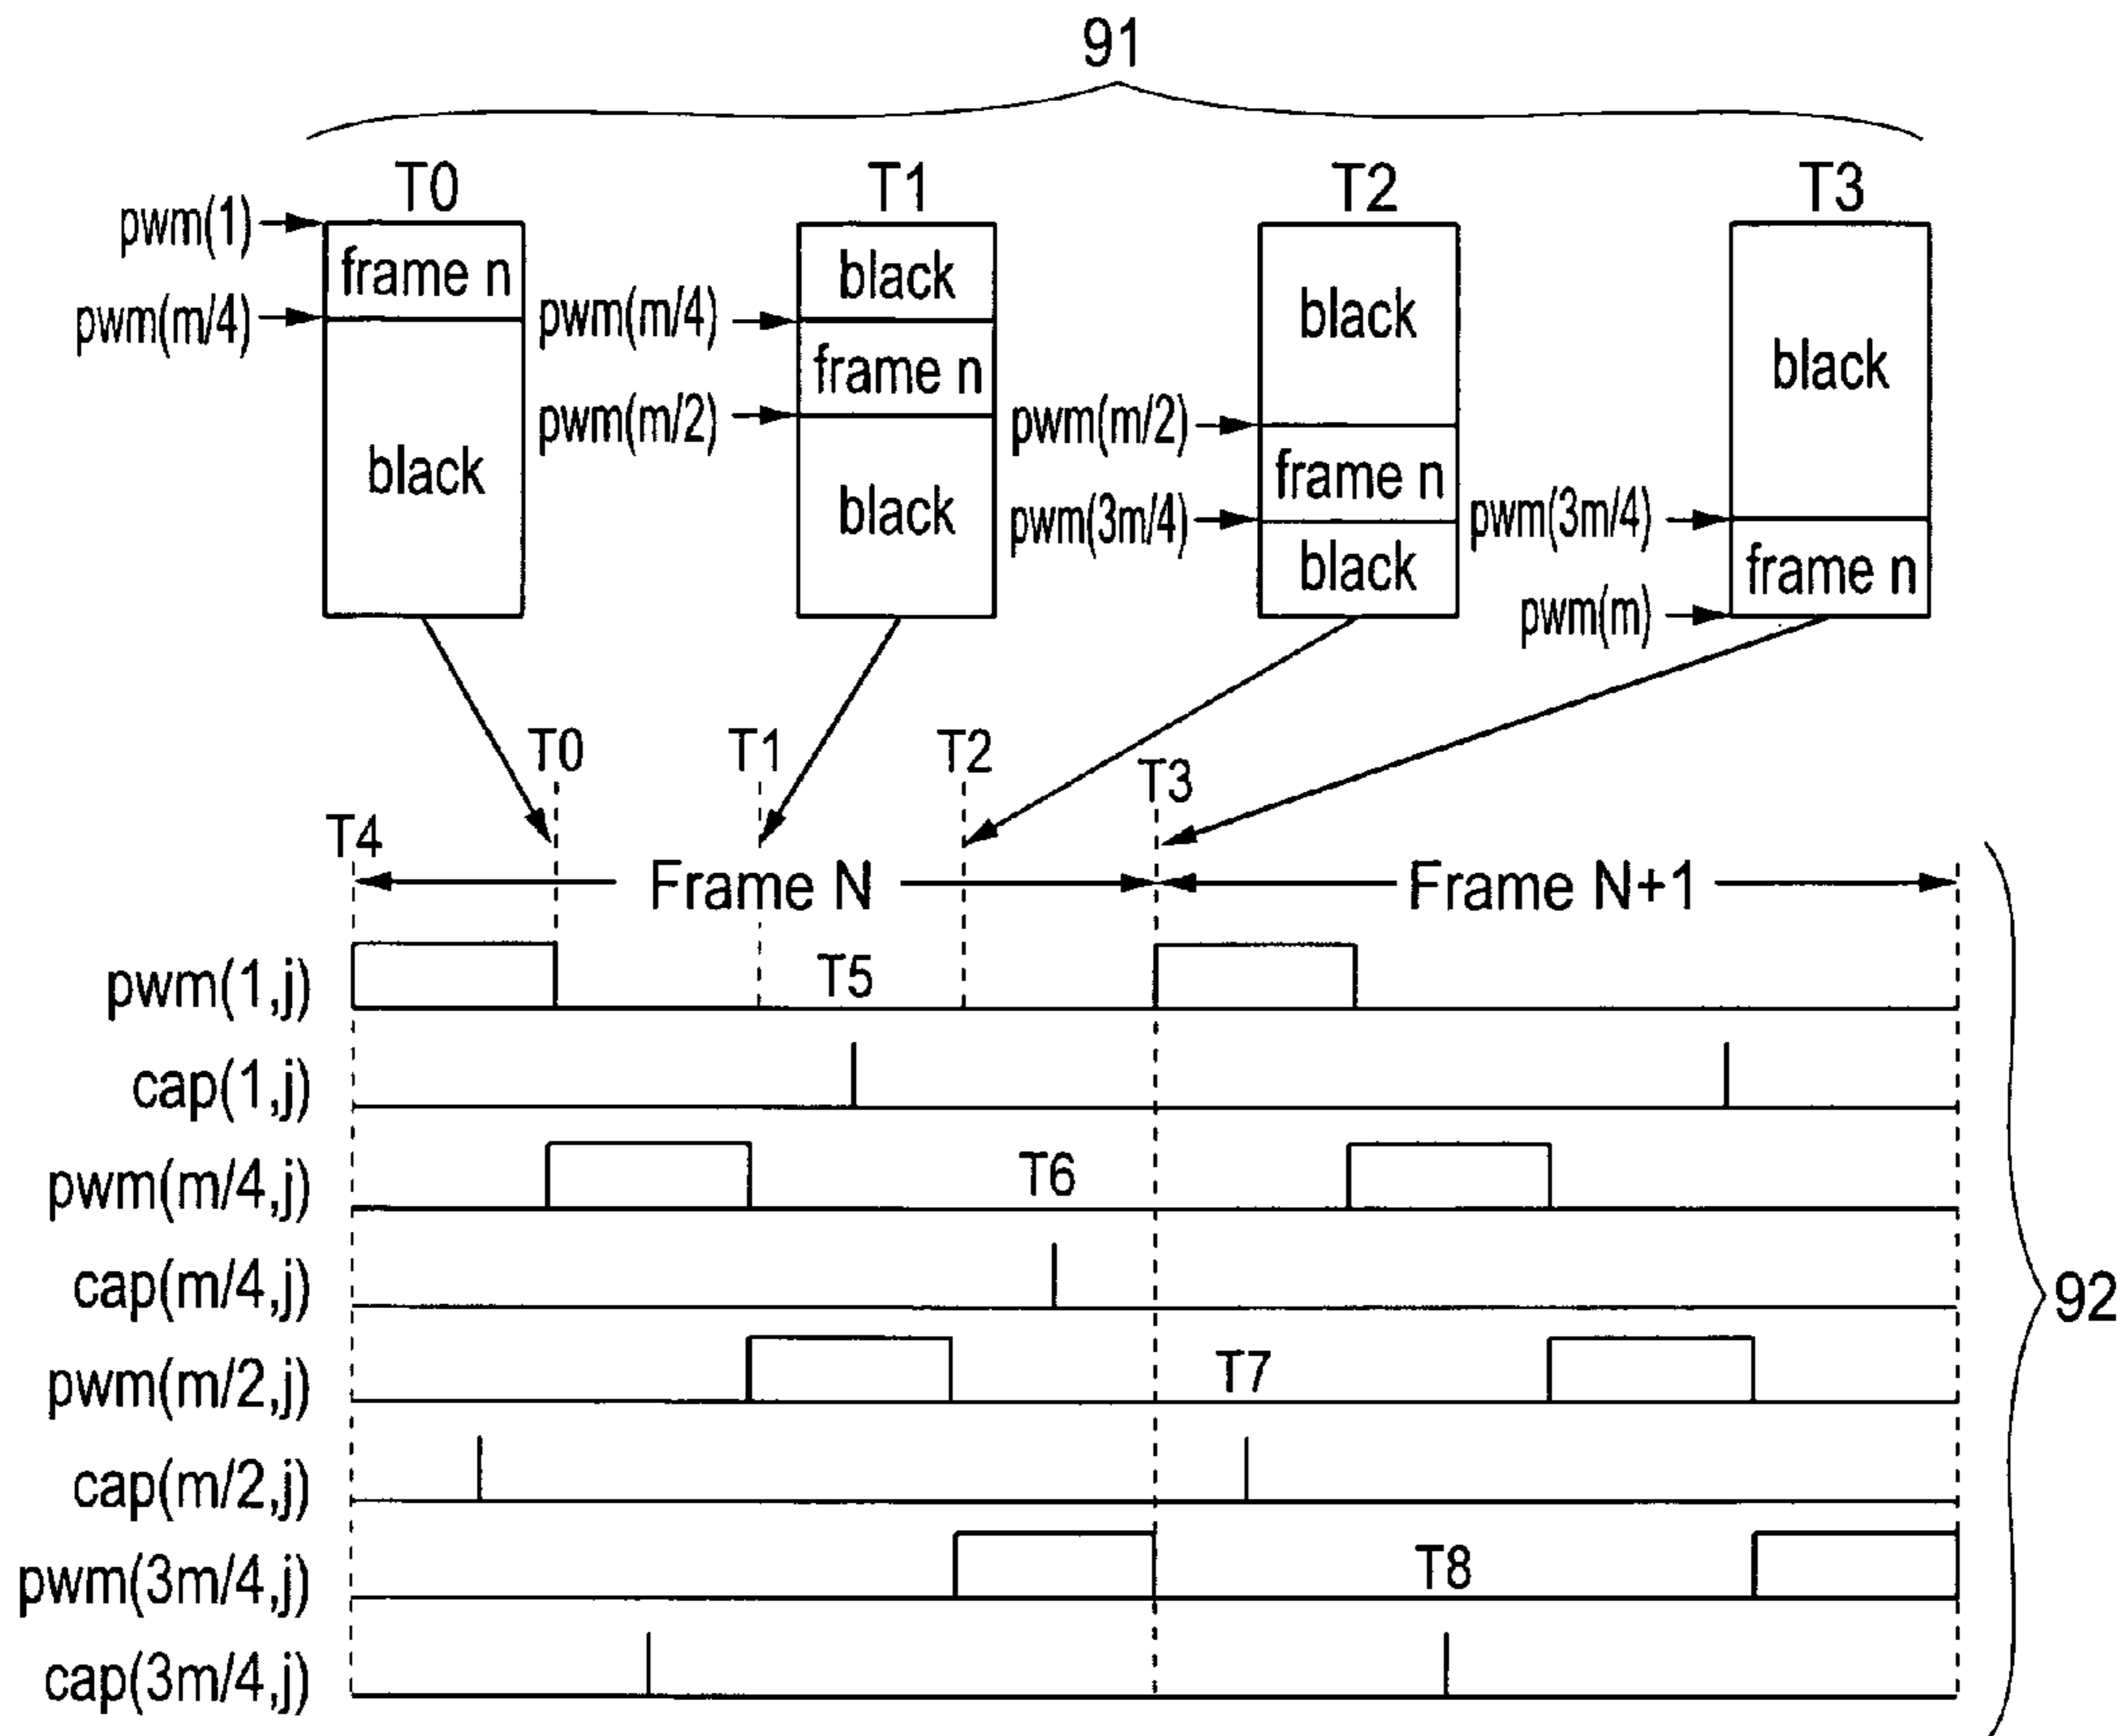 91
T0 T1 T2 T3
pwm(1)
frame n black black black
pwm(m/4) pwm(m/4)
frame n
pwm(m/2) pwm(m/2)
black black frame n
pwm(3m/4) pwm(3m/4)
black frame n
pwm(m)
T0 T1 T2 T3
T4
Frame N Frame N+1
pwm(1,j) T5
cap(1,j)
pwm(m/4,j) T6
cap(m/4,j)
92
pwm(m/2,j) T7
cap(m/2,j)
pwm(3m/4,j) T8
cap(3m/4,j)